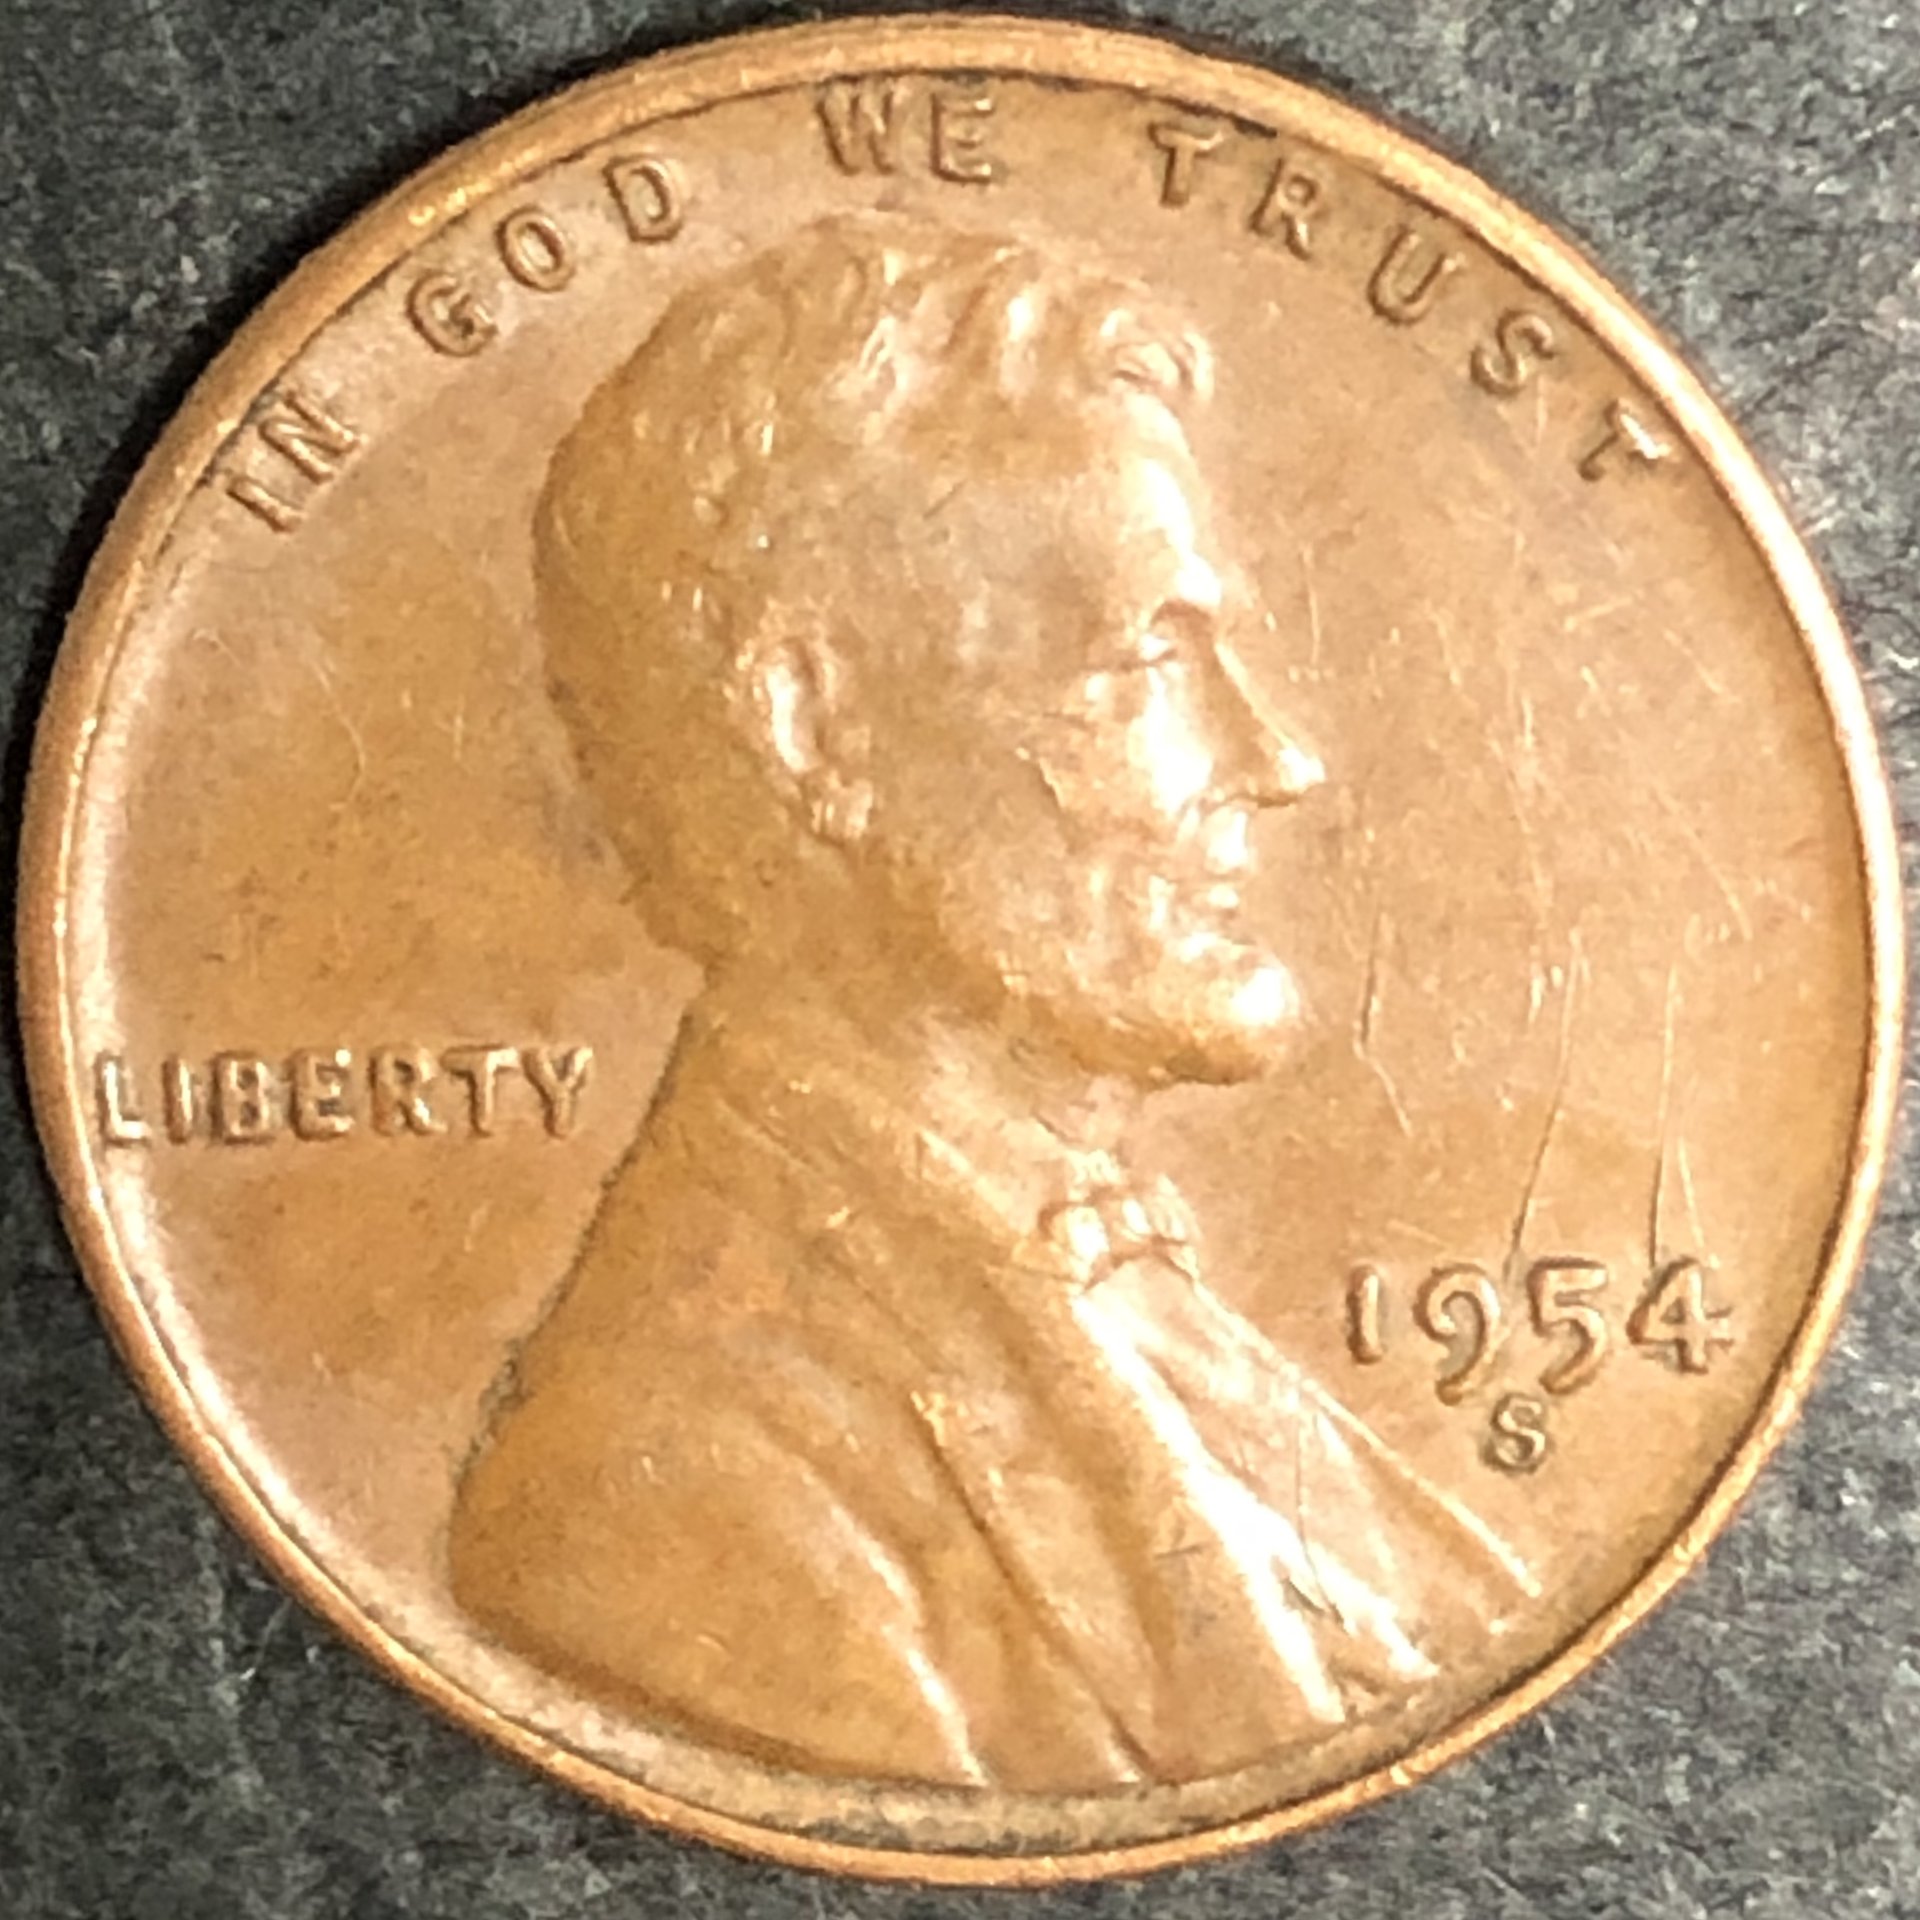 IN GOD WE TRUST
LIBERTY
1954
S